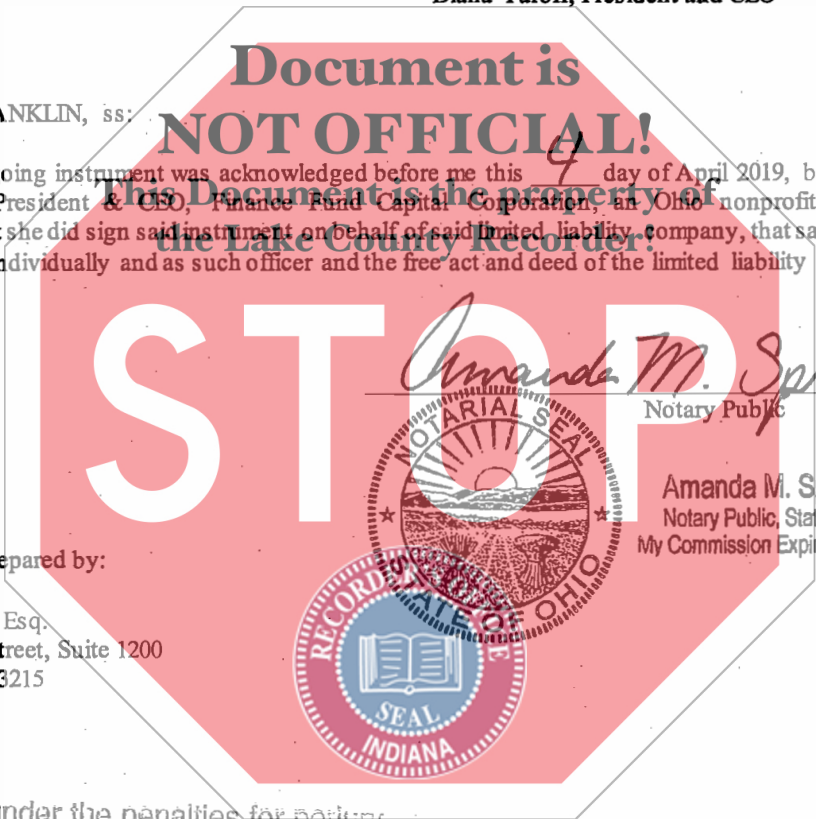 Diana Turoff, President and CEO
Document is
ANKLIN, ss:
NOT OFFICIAL!
oing instrument was acknowledged before me this 4 day of April 2019, b
President & CEO, Finance Fund Capital Corporation, an Ohio nonprofit
This Document is the property of
she did sign said instrument on behalf of said limited liability company, that sa
the Lake County Recorder!
ndividually and as such officer and the free act and deed of the limited liability
STOP
Amanda M. Sp
Notary Public
NOTARIAL SEAL
STATE OF OHIO
Amanda M. S
Notary Public, Stat
My Commission Expir
epared by:
Esq.
treet, Suite 1200
3215
RECORDER OFFICE
SEAL
INDIANA
under the penalties for perjury